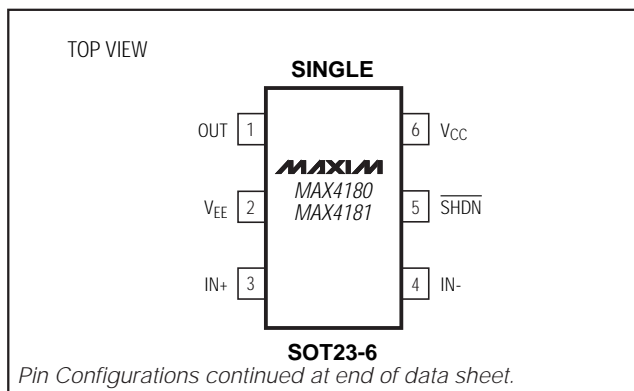 TOP VIEW
SINGLE
OUT 1
6 VCC
MAXIM
MAX4180
MAX4181
VEE 2
5 SHDN
IN+ 3
4 IN-
SOT23-6
Pin Configurations continued at end of data sheet.